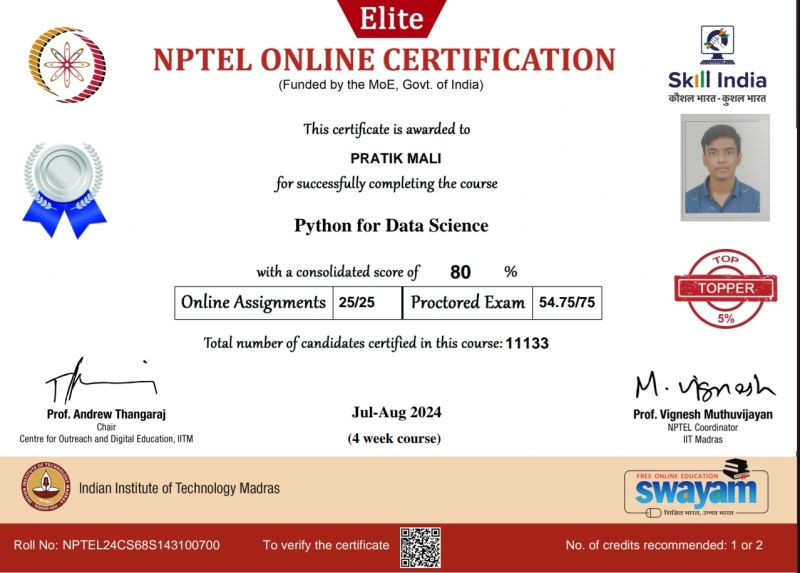 Elite
NPTEL ONLINE CERTIFICATION
(Funded by the MoE, Govt. of India)
Skill India
कौशल भारत - कुशल भारत
This certificate is awarded to
PRATIK MALI
for successfully completing the course
Python for Data Science
with a consolidated score of 80 %
Online Assignments 25/25 Proctored Exam 54.75/75
TOP
TOPPER
5%
Total number of candidates certified in this course: 11133
M. Vignesh
Prof. Andrew Thangaraj
Chair
Centre for Outreach and Digital Education, IITM
Jul-Aug 2024
(4 week course)
Prof. Vignesh Muthuvijayan
NPTEL Coordinator
IIT Madras
Indian Institute of Technology Madras
FREE ONLINE EDUCATION
swayam
शिक्षित भारत, उन्नत भारत
Roll No: NPTEL24CS68S143100700
To verify the certificate
No. of credits recommended: 1 or 2